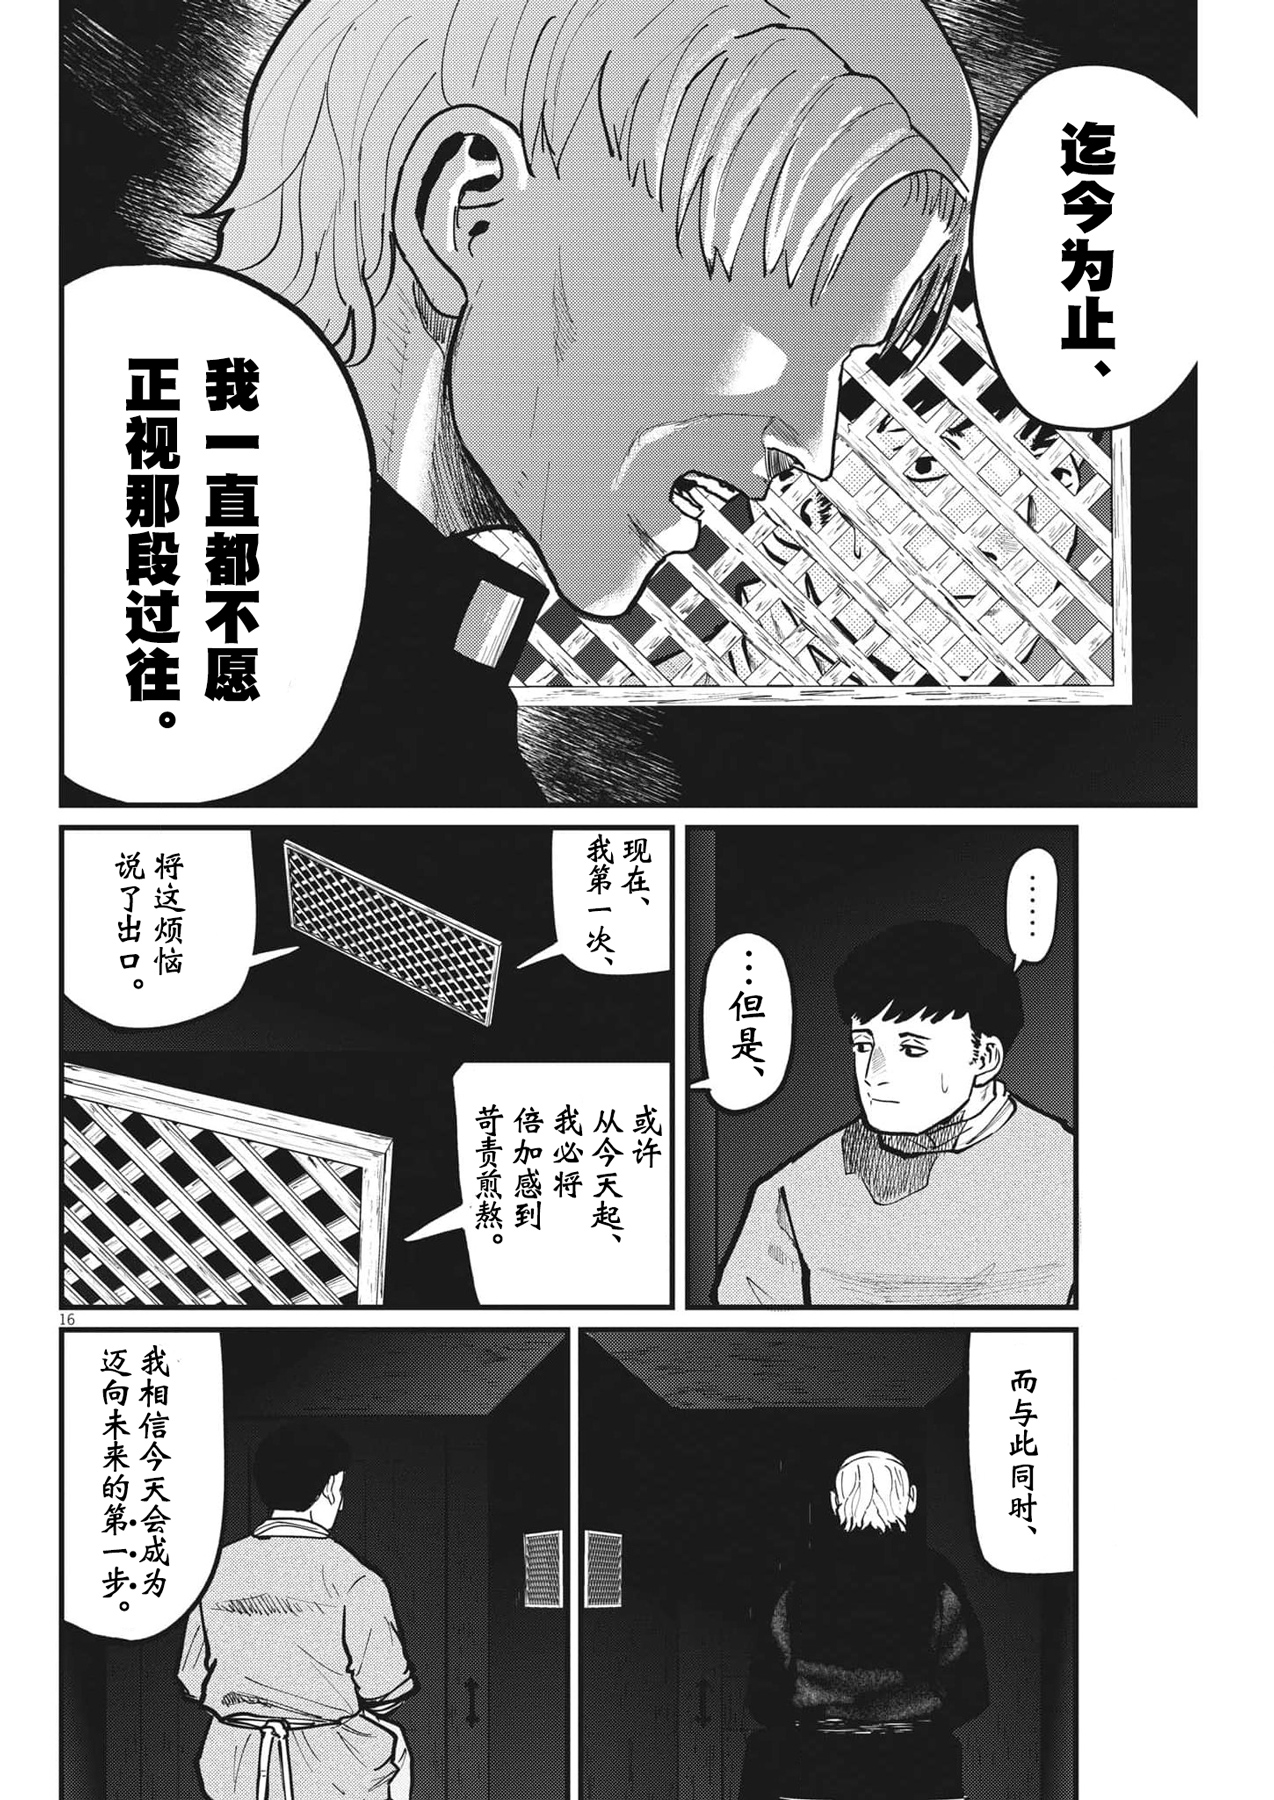 迄今为止、
我一直都不愿
正视那段过往。
……
…但是、
现在、
我第一次、
将这烦恼
说了出口。
或许
从今天起、
我必将
倍加感到
苛责煎熬。
16
而与此同时、
我相信今天会成为
迈向未来的第一步。